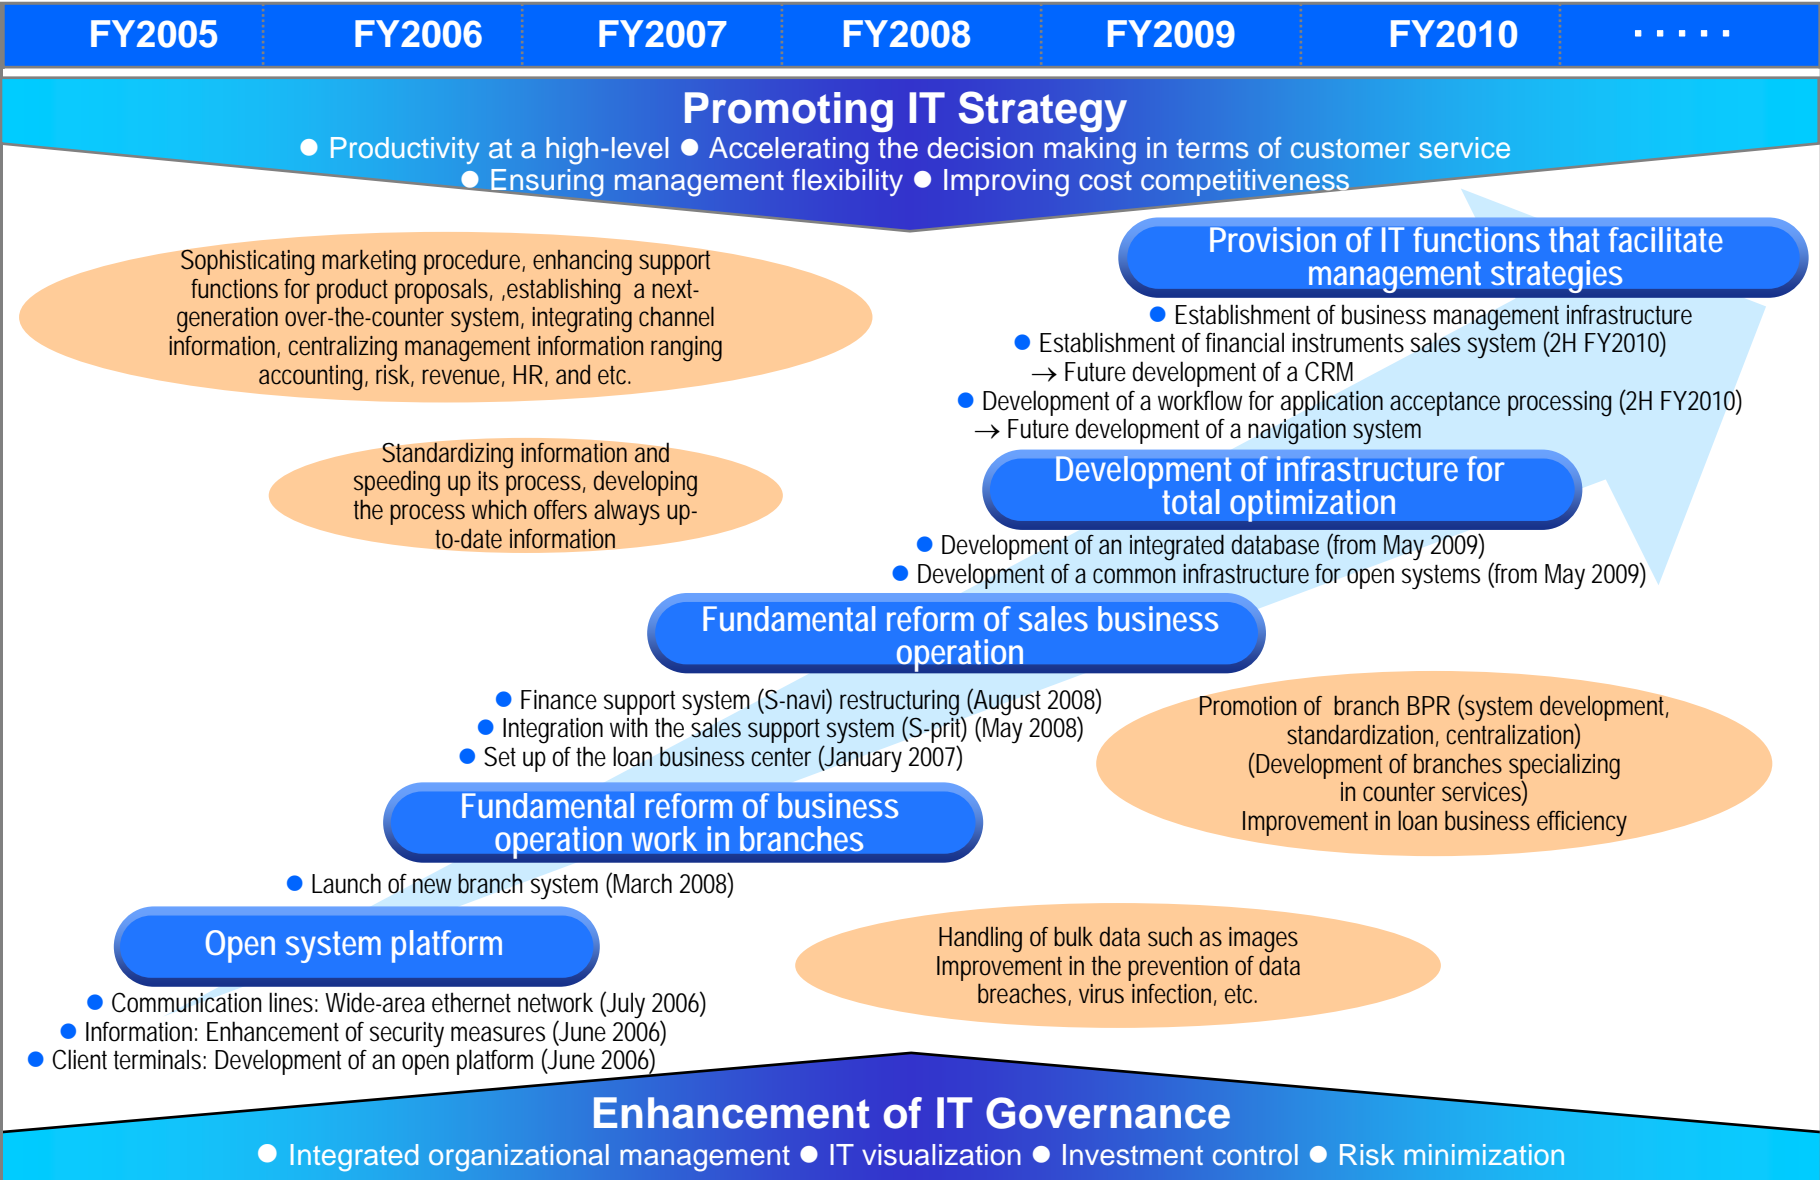 FY2005 FY2006 FY2007 FY2008 FY2009 FY2010 ·····
Promoting IT Strategy
● Productivity at a high-level ● Accelerating the decision making in terms of customer service
● Ensuring management flexibility ● Improving cost competitiveness
Sophisticating marketing procedure, enhancing support
functions for product proposals, ,establishing a next-
generation over-the-counter system, integrating channel
information, centralizing management information ranging
accounting, risk, revenue, HR, and etc.
Provision of IT functions that facilitate
management strategies
● Establishment of business management infrastructure
● Establishment of financial instruments sales system (2H FY2010)
→ Future development of a CRM
● Development of a workflow for application acceptance processing (2H FY2010)
→ Future development of a navigation system
Standardizing information and
speeding up its process, developing
the process which offers always up-
to-date information
Development of infrastructure for
total optimization
● Development of an integrated database (from May 2009)
● Development of a common infrastructure for open systems (from May 2009)
Fundamental reform of sales business
operation
● Finance support system (S-navi) restructuring (August 2008)
● Integration with the sales support system (S-prit) (May 2008)
● Set up of the loan business center (January 2007)
Promotion of branch BPR (system development,
standardization, centralization)
(Development of branches specializing
in counter services)
Improvement in loan business efficiency
Fundamental reform of business
operation work in branches
● Launch of new branch system (March 2008)
Open system platform
● Communication lines: Wide-area ethernet network (July 2006)
● Information: Enhancement of security measures (June 2006)
● Client terminals: Development of an open platform (June 2006)
Handling of bulk data such as images
Improvement in the prevention of data
breaches, virus infection, etc.
Enhancement of IT Governance
● Integrated organizational management ● IT visualization ● Investment control ● Risk minimization